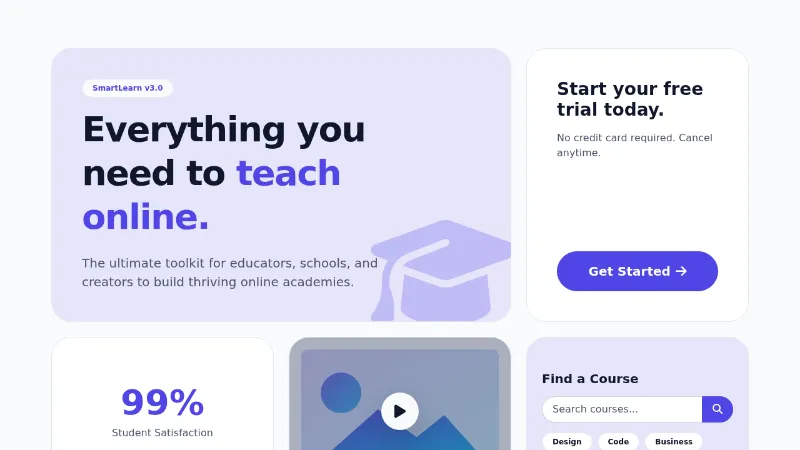 SmartLearn v3.0
Everything you
need to teach
online.
The ultimate toolkit for educators, schools, and
creators to build thriving online academies.
Start your free
trial today.
No credit card required. Cancel
anytime.
Get Started →
99%
Student Satisfaction
Find a Course
Search courses...
Design Code Business